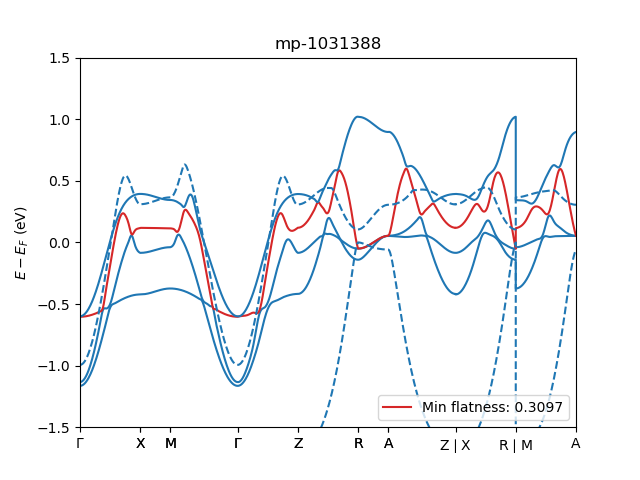 mp-1031388
E − E_F (eV)
1.5
1.0
0.5
0.0
−0.5
−1.0
−1.5
Min flatness: 0.3097
Γ X M Γ Z R A Z | X R | M A